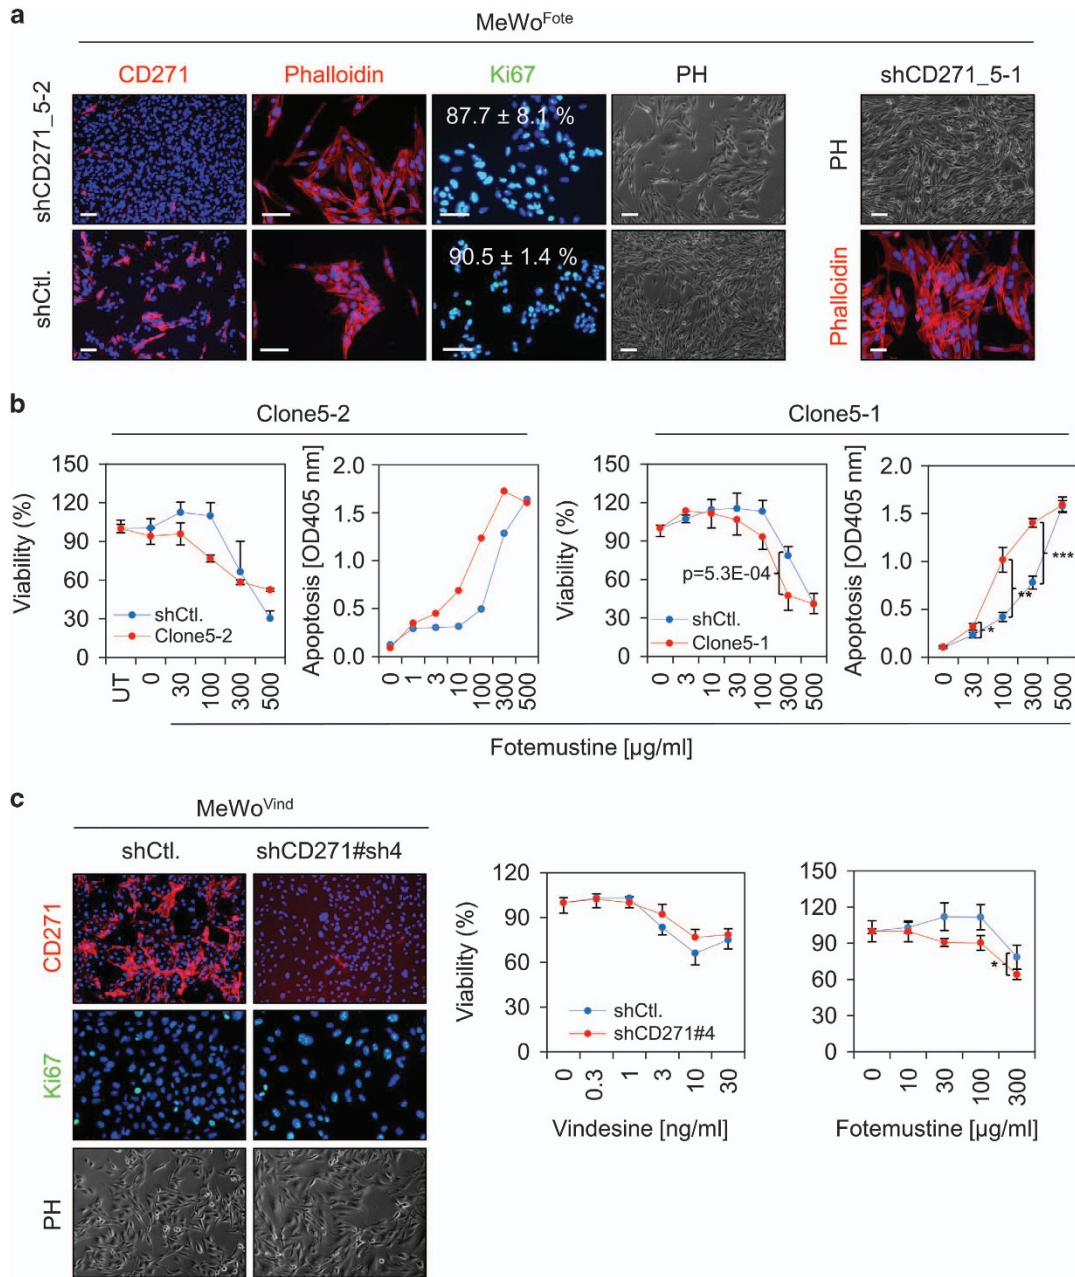 a
MeWoFote
CD271 Phalloidin Ki67 PH shCD271_5-1
shCD271_5-2
87.7 ± 8.1 %
PH
shCtl.
90.5 ± 1.4 %
Phalloidin
b
Clone5-2 Clone5-1
Viability (%)
150
120
90
60
30
0
shCtl.
Clone5-2
UT 0 30 100 300 500
Apoptosis [OD405 nm]
2.0
1.5
1.0
0.5
0.0
0 1 3 10 100 300 500
Viability (%)
150
120
90
60
30
0
p=5.3E-04
shCtl.
Clone5-1
0 3 10 30 100 300 500
Apoptosis [OD405 nm]
2.0
1.5
1.0
0.5
0.0
*
**
***
0 30 100 300 500
Fotemustine [µg/ml]
c
MeWoVind
shCtl. shCD271#sh4
CD271
Ki67
PH
Viability (%)
120
90
60
30
0
shCtl.
shCD271#4
0 0.3 1 3 10 30
Vindesine [ng/ml]
150
120
90
60
30
0
*
0 10 30 100 300
Fotemustine [µg/ml]